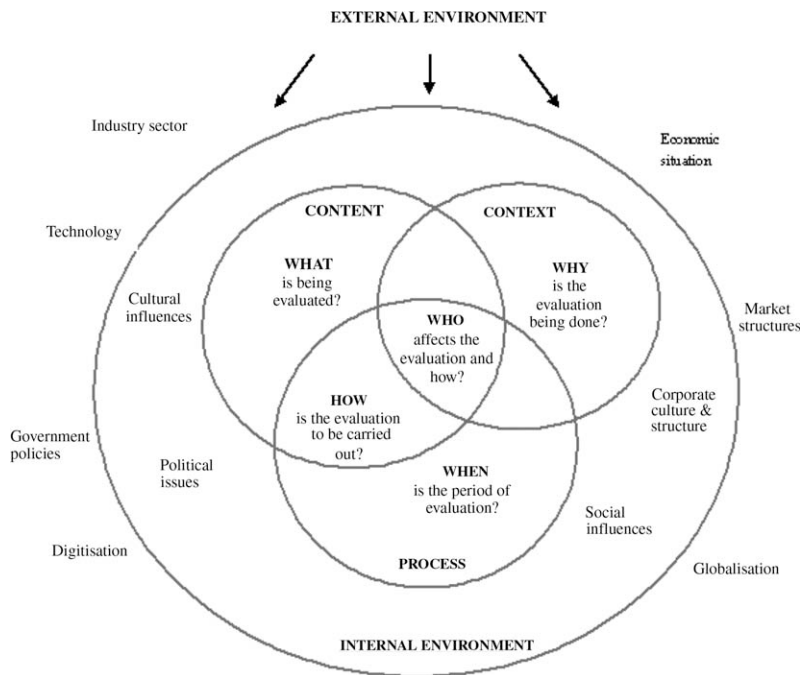 EXTERNAL ENVIRONMENT
Industry sector
Economic
situation
CONTENT
CONTEXT
Technology
WHAT
is being
evaluated?
WHY
is the
evaluation
being done?
Cultural
influences
Market
structures
WHO
affects the
evaluation and
how?
HOW
is the evaluation
to be carried
out?
Corporate
culture &
structure
Government
policies
Political
issues
WHEN
is the period of
evaluation?
Social
influences
Digitisation
PROCESS
Globalisation
INTERNAL ENVIRONMENT